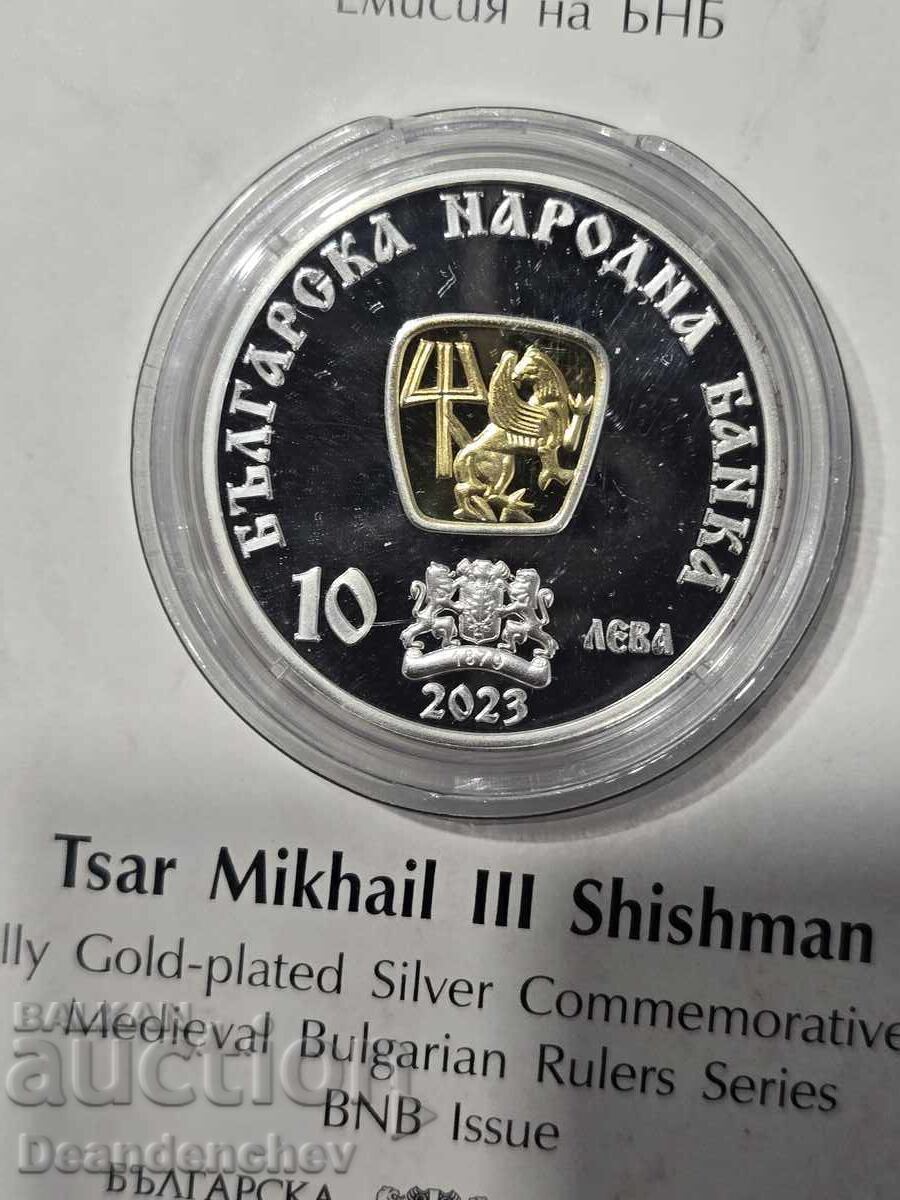 Емисия на БНБ
БЪЛГАРСКА НАРОДНА БАНКА
10
ЛЕВА
1879
2023
Tsar Mikhail III Shishman
lly Gold-plated Silver Commemorative
Medieval Bulgarian Rulers Series
BNB Issue
BALKAN
auction
Deandenchev
БЪЛГАРСКА